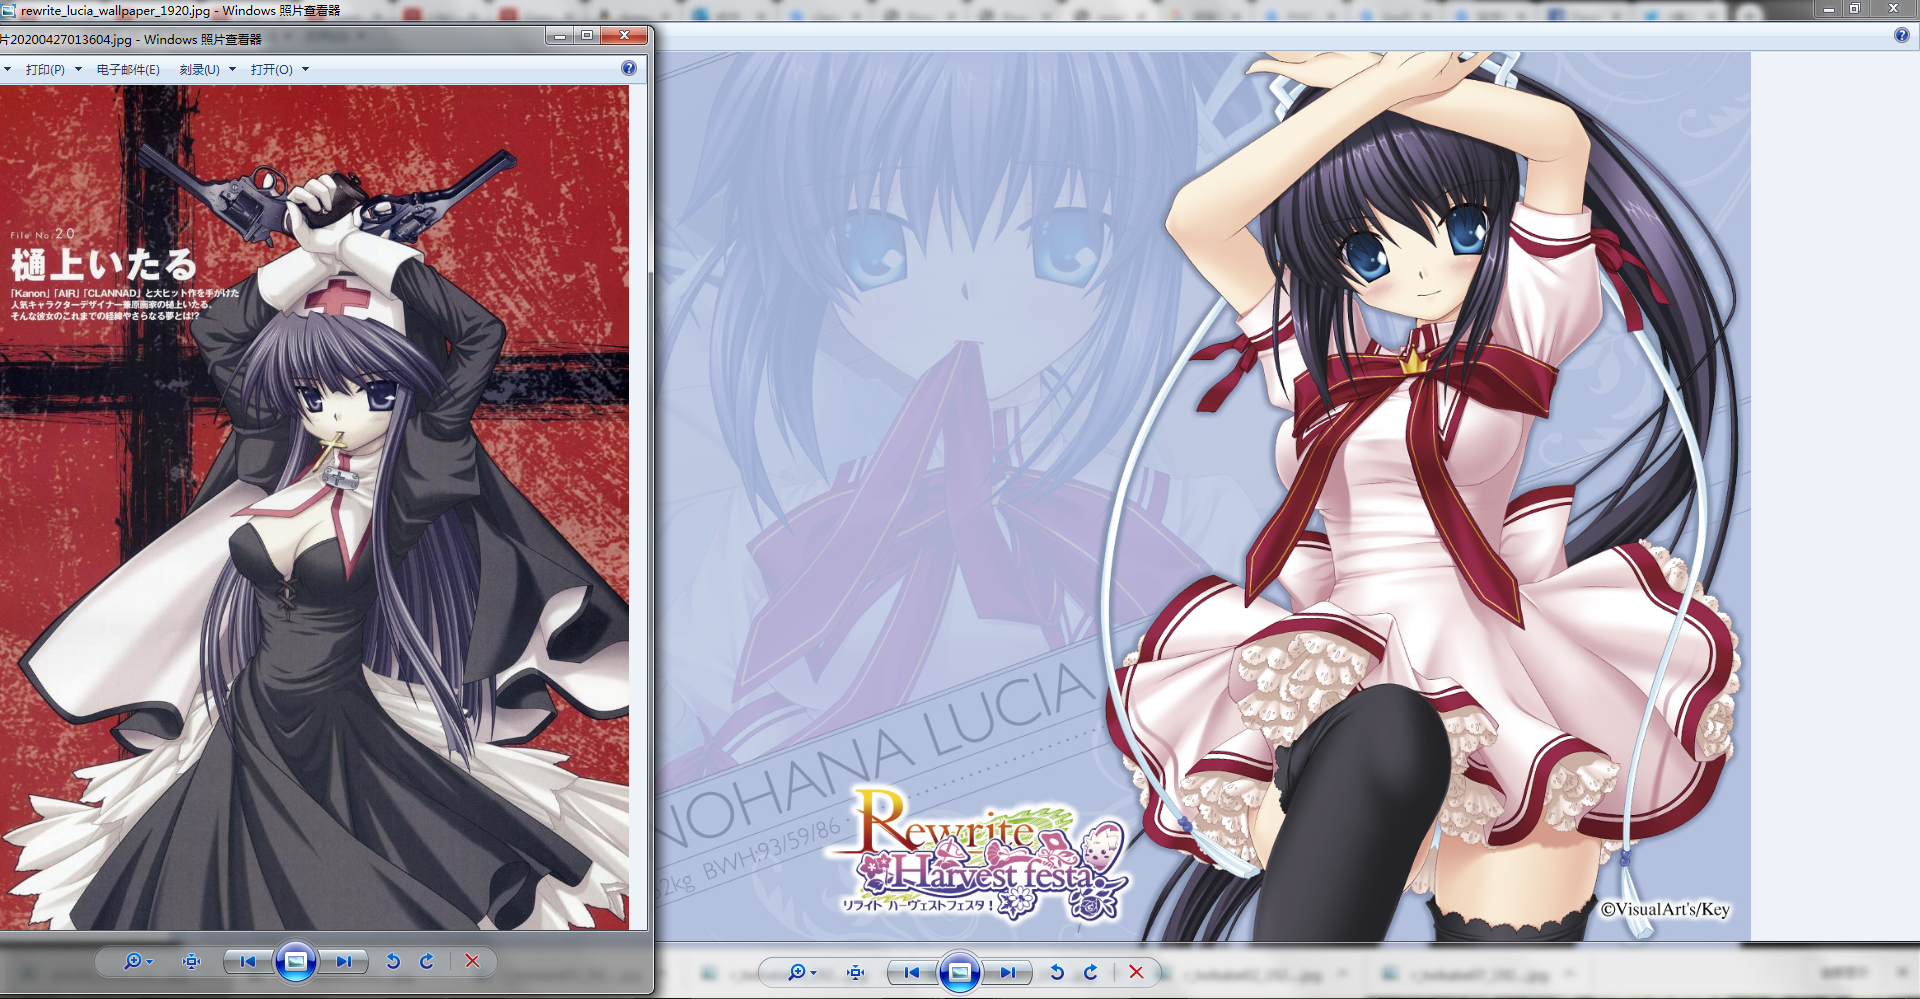 rewrite_lucia_wallpaper_1920.jpg - Windows 照片查看器
片20200427013604.jpg - Windows 照片查看器
打印(P)
电子邮件(E)
刻录(U)
打开(O)
File No.20
樋上いたる
「Kanon」「AIR」「CLANNAD」と大ヒット作を手がけた
人気キャラクターデザイナー兼原画家の樋上いたる。
そんな彼女のこれまでの経緯やさらなる夢とは!?
NOHANA LUCIA
52kg BWH:93/59/86
Rewrite
Harvest festa!
リライト ハーヴェストフェスタ!
©VisualArt's/Key